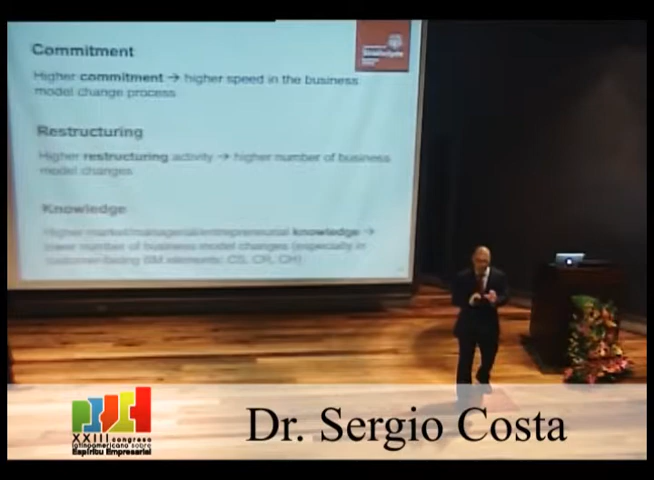 Commitment
Higher commitment → higher speed in the business
model change process
Restructuring
Higher restructuring activity → higher number of business
model changes
Knowledge
Higher market/managerial/entrepreneurial knowledge →
lower number of business model changes (especially in
customer-facing BM elements: CS, CR, CH)
XXIII congreso
latinoamericano sobre
Espíritu Empresarial
Dr. Sergio Costa